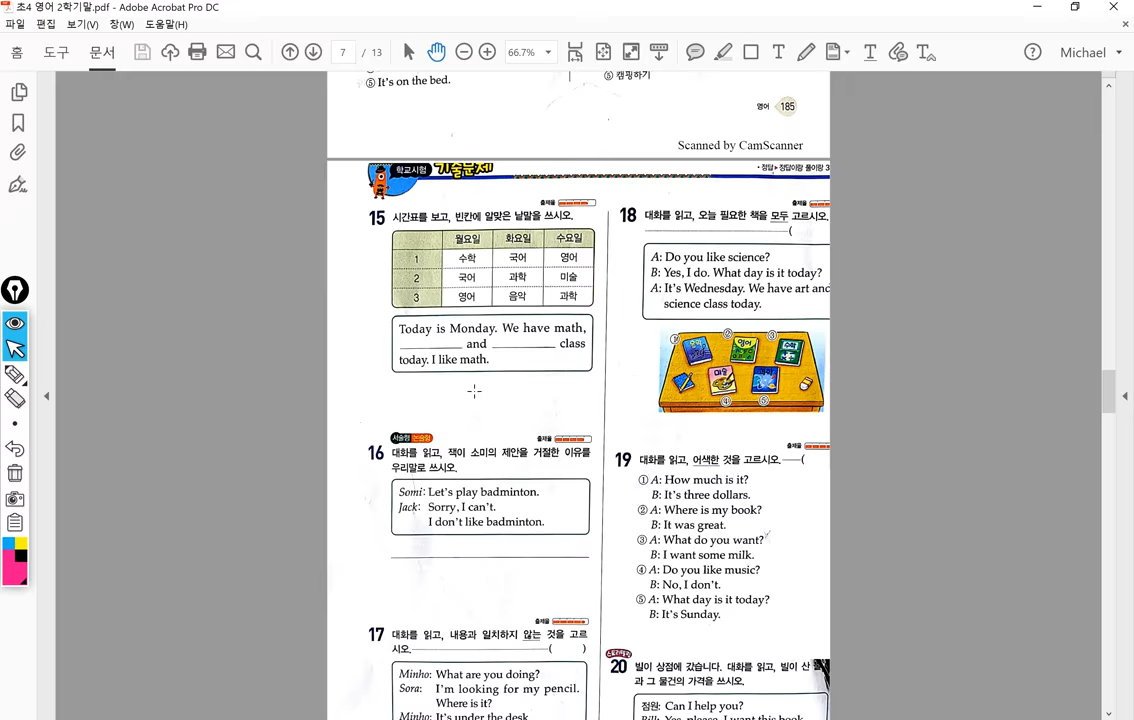 초4 영어 2학기말.pdf - Adobe Acrobat Pro DC
파일 편집 보기(V) 창(W) 도움말(H)
홈 도구 문서 7 / 13 66.7% Michael
⑤ It's on the bed.
⑤ 캠핑하기
영어 185
Scanned by CamScanner
학교시험 기출문제
정답▶정답이랑 풀이랑 3
출제율
15 시간표를 보고, 빈칸에 알맞은 낱말을 쓰시오.
월요일 화요일 수요일
1 수학 국어 영어
2 국어 과학 미술
3 영어 음악 과학
Today is Monday. We have math,
__________ and __________ class
today. I like math.
서술형 논술형 출제율
16 대화를 읽고, 잭이 소미의 제안을 거절한 이유를
우리말로 쓰시오.
Somi: Let's play badminton.
Jack: Sorry, I can't.
I don't like badminton.
출제율
17 대화를 읽고, 내용과 일치하지 않는 것을 고르
시오. ( )
Minho: What are you doing?
Sora: I'm looking for my pencil.
Where is it?
Minho: It's under the desk.
출제율
18 대화를 읽고, 오늘 필요한 책을 모두 고르시오.
(
A: Do you like science?
B: Yes, I do. What day is it today?
A: It's Wednesday. We have art and
science class today.
① ② 영어 ③ 수학
④ 미술 ⑤
출제율
19 대화를 읽고, 어색한 것을 고르시오. (
① A: How much is it?
B: It's three dollars.
② A: Where is my book?
B: It was great.
③ A: What do you want?
B: I want some milk.
④ A: Do you like music?
B: No, I don't.
⑤ A: What day is it today?
B: It's Sunday.
20 빌이 상점에 갔습니다. 대화를 읽고, 빌이 산
과 그 물건의 가격을 쓰시오.
점원: Can I help you?
Bill: Yes, please. I want this book.